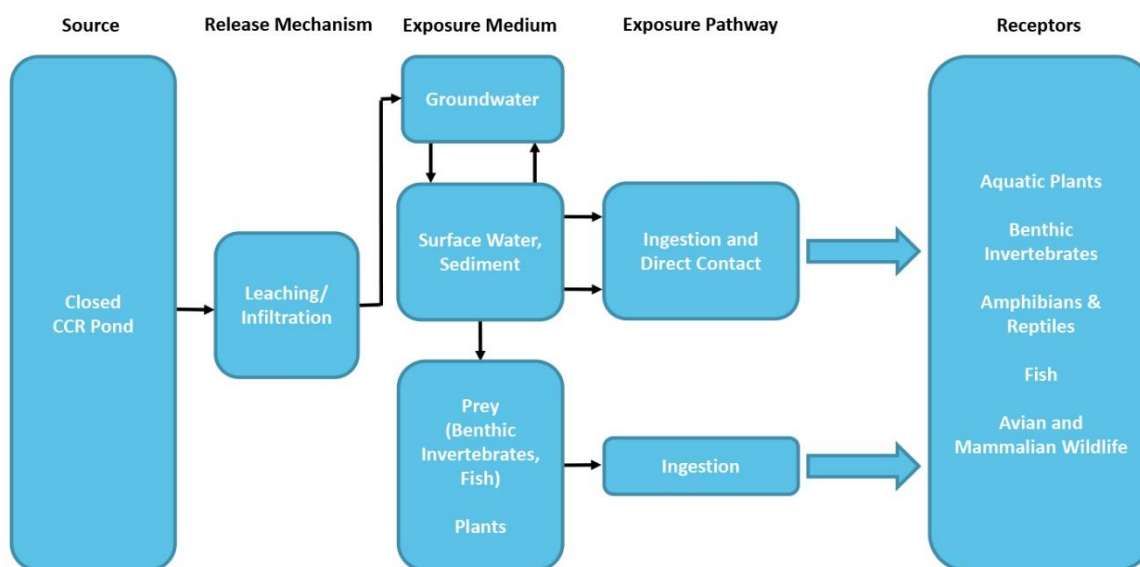 Source
Release Mechanism
Exposure Medium
Exposure Pathway
Receptors
Closed
CCR Pond
Leaching/
Infiltration
Groundwater
Surface Water,
Sediment
Prey
(Benthic
Invertebrates,
Fish)
Plants
Ingestion and
Direct Contact
Ingestion
Aquatic Plants
Benthic
Invertebrates
Amphibians &
Reptiles
Fish
Avian and
Mammalian Wildlife